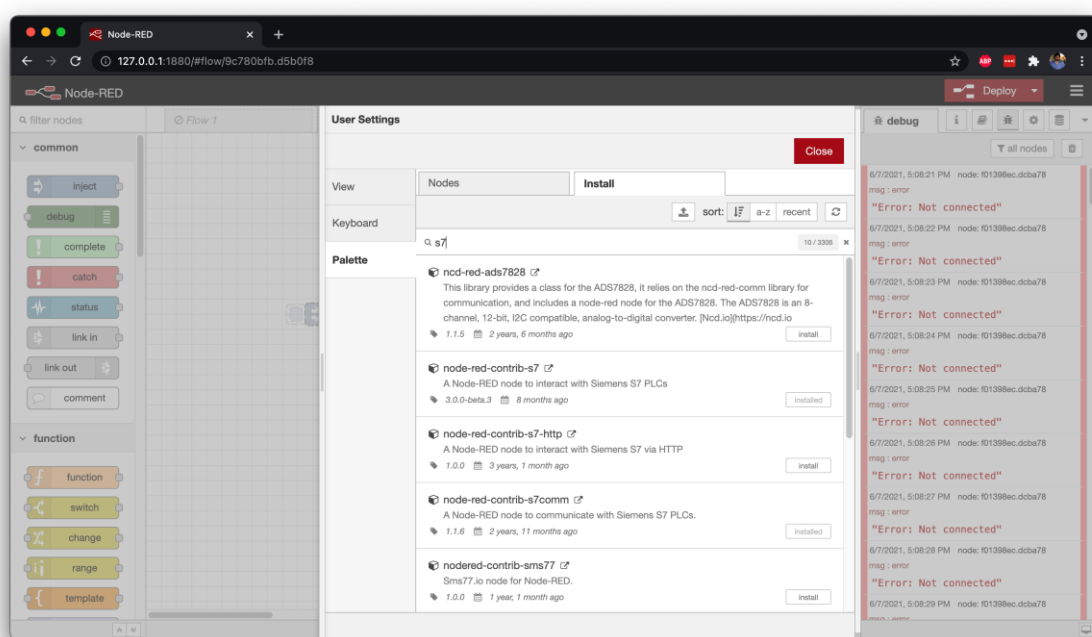 Node-RED
127.0.0.1:1880/#flow/9c780bfb.d5b0f8
ABP
Node-RED
Deploy
filter nodes
Flow 1
common
inject
debug
complete
catch
status
link in
link out
comment
function
function
switch
change
range
template
User Settings
Close
View
Keyboard
Palette
Nodes
Install
sort:
a-z
recent
s7
10 / 3306
ncd-red-ads7828
This library provides a class for the ADS7828, it relies on the ncd-red-comm library for
communication, and includes a node-red node for the ADS7828. The ADS7828 is an 8-
channel, 12-bit, I2C compatible, analog-to-digital converter. [Ncd.io](https://ncd.io
1.1.5 2 years, 6 months ago
install
node-red-contrib-s7
A Node-RED node to interact with Siemens S7 PLCs
3.0.0-beta.3 8 months ago
installed
node-red-contrib-s7-http
A Node-RED node to interact with Siemens S7 via HTTP
1.0.0 3 years, 1 month ago
install
node-red-contrib-s7comm
A Node-RED node to communicate with Siemens S7 PLCs.
1.1.6 2 years, 11 months ago
installed
nodered-contrib-sms77
Sms77.io node for Node-RED.
1.0.0 1 year, 1 month ago
install
debug
i
all nodes
6/7/2021, 5:08:21 PM node: f01398ec.dcba78
msg : error
"Error: Not connected"
6/7/2021, 5:08:22 PM node: f01398ec.dcba78
msg : error
"Error: Not connected"
6/7/2021, 5:08:23 PM node: f01398ec.dcba78
msg : error
"Error: Not connected"
6/7/2021, 5:08:24 PM node: f01398ec.dcba78
msg : error
"Error: Not connected"
6/7/2021, 5:08:25 PM node: f01398ec.dcba78
msg : error
"Error: Not connected"
6/7/2021, 5:08:26 PM node: f01398ec.dcba78
msg : error
"Error: Not connected"
6/7/2021, 5:08:27 PM node: f01398ec.dcba78
msg : error
"Error: Not connected"
6/7/2021, 5:08:28 PM node: f01398ec.dcba78
msg : error
"Error: Not connected"
6/7/2021, 5:08:29 PM node: f01398ec.dcba78